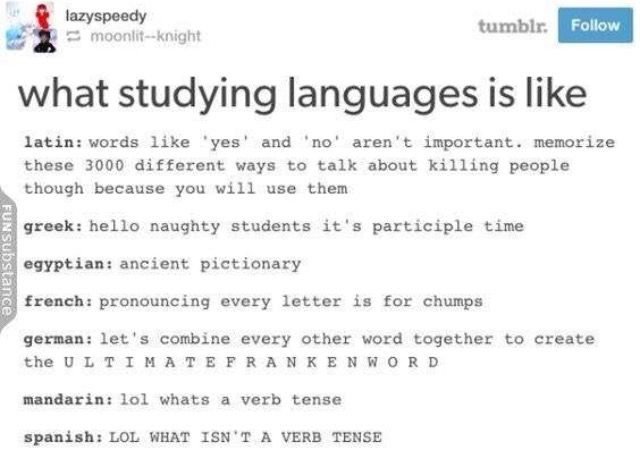 lazyspeedy
moonlit--knight
tumblr.
Follow
what studying languages is like
latin: words like 'yes' and 'no' aren't important. memorize
these 3000 different ways to talk about killing people
though because you will use them
greek: hello naughty students it's participle time
egyptian: ancient pictionary
french: pronouncing every letter is for chumps
german: let's combine every other word together to create
the U L T I M A T E F R A N K E N W O R D
mandarin: lol whats a verb tense
spanish: LOL WHAT ISN'T A VERB TENSE
FUNsubstance